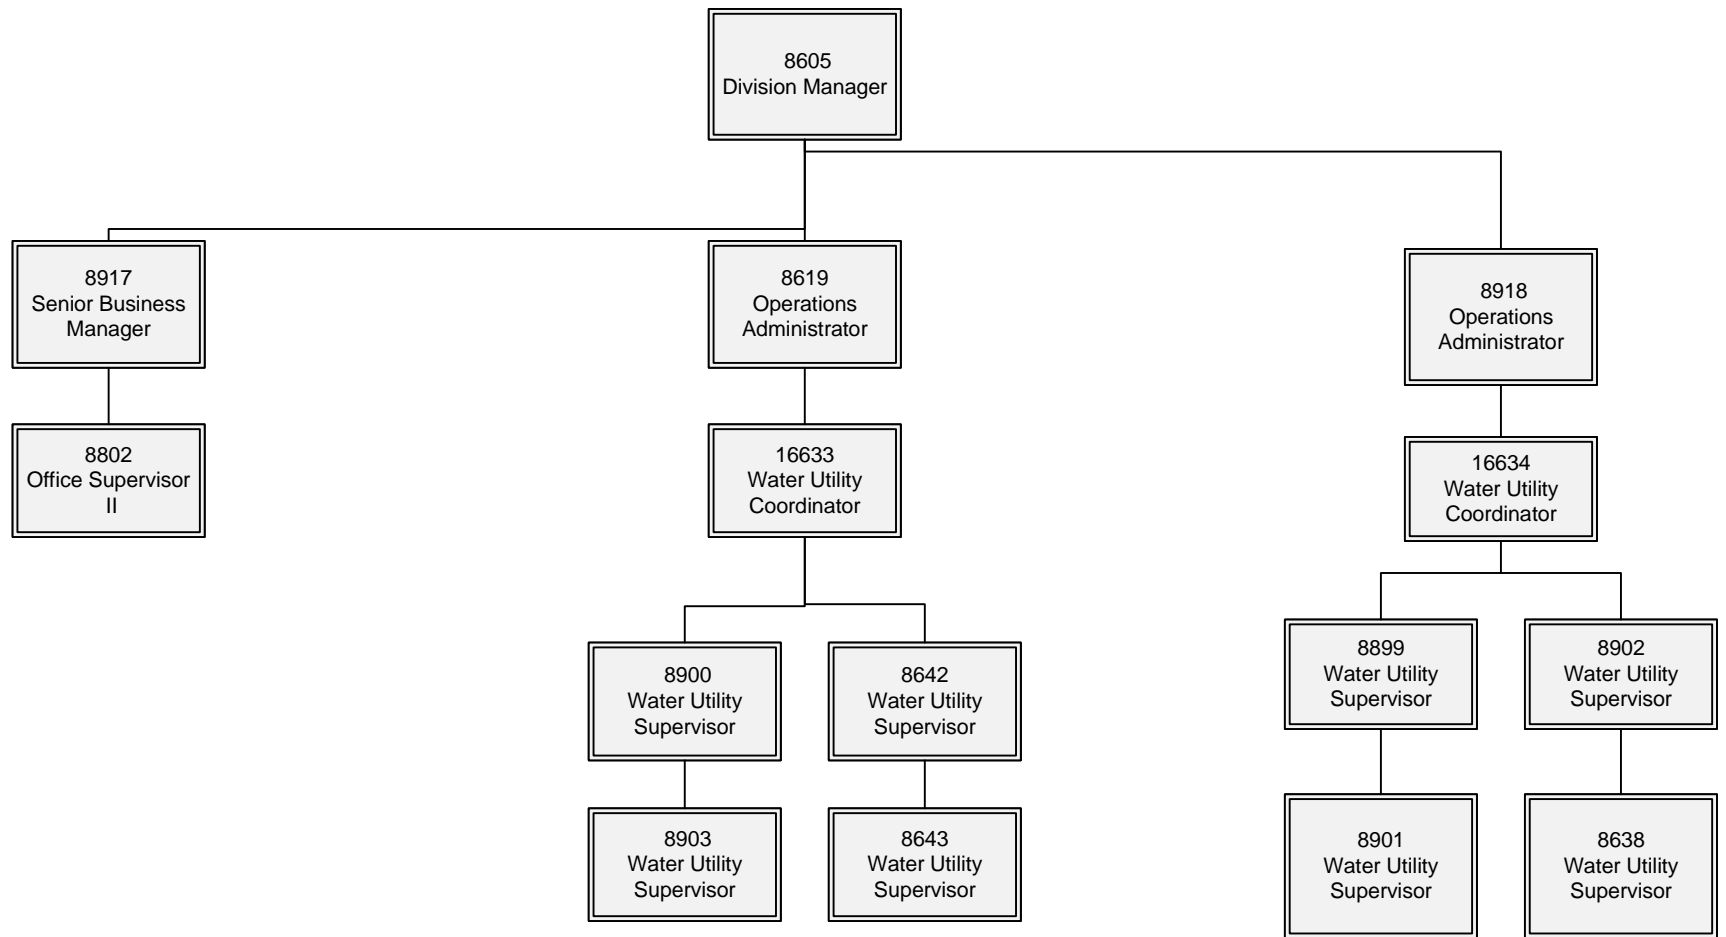 8605
Division Manager
8917
Senior Business
Manager
8619
Operations
Administrator
8918
Operations
Administrator
8802
Office Supervisor
II
16633
Water Utility
Coordinator
16634
Water Utility
Coordinator
8900
Water Utility
Supervisor
8642
Water Utility
Supervisor
8899
Water Utility
Supervisor
8902
Water Utility
Supervisor
8903
Water Utility
Supervisor
8643
Water Utility
Supervisor
8901
Water Utility
Supervisor
8638
Water Utility
Supervisor